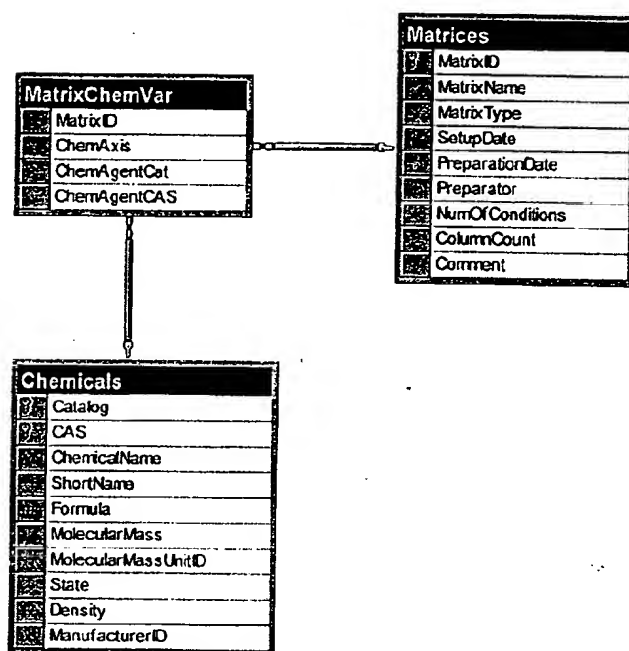 Matrices
MatrixID
MatrixName
MatrixType
SetupDate
PreparationDate
Preparator
NumOfConditions
ColumnCount
Comment
MatrixChemVar
MatrixID
ChemAxis
ChemAgentCat
ChemAgentCAS
Chemicals
Catalog
CAS
ChemicalName
ShortName
Formula
MolecularMass
MolecularMassUnitID
State
Density
ManufacturerID